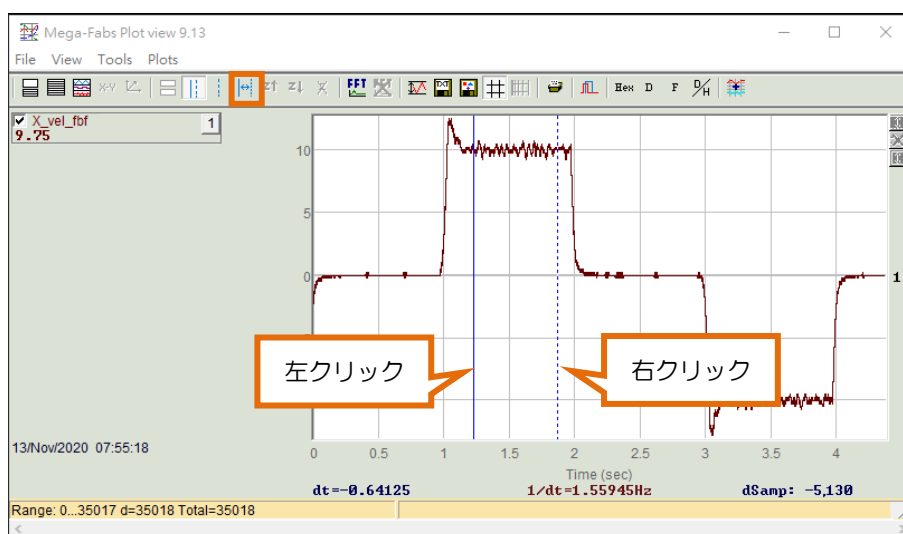 Mega-Fabs Plot view 9.13
File View Tools Plots
X-Y z↑ z↓ FFT TXT Hex D F D/H
X_vel_fbf 1
9.75
10
5
0
1
左クリック
右クリック
13/Nov/2020 07:55:18
0 0.5 1 1.5 2 2.5 3 3.5 4
Time (sec)
dt=-0.64125 1/dt=1.55945Hz dSamp: -5,130
Range: 0...35017 d=35018 Total=35018